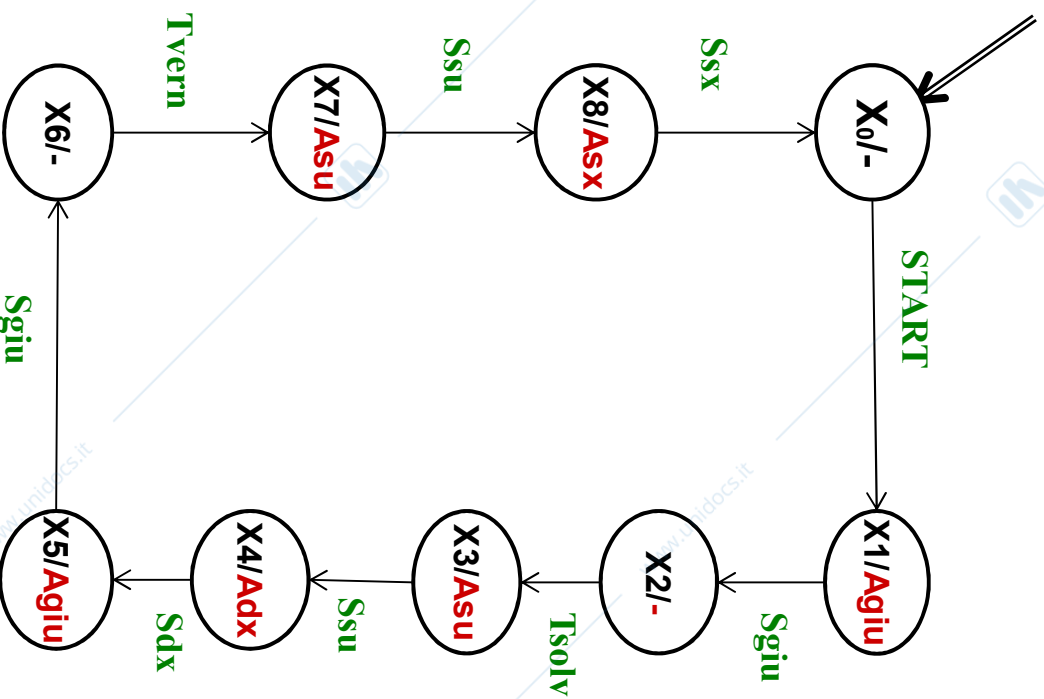 X₀/-
START
X1/Agiu
Sgiu
X2/-
Tsolv
X3/Asu
Ssu
X4/Adx
Sdx
X5/Agiu
Sgiu
X6/-
Tvern
X7/Asu
Ssu
X8/Asx
Ssx
www.unidocs.it
www.unidocs.it